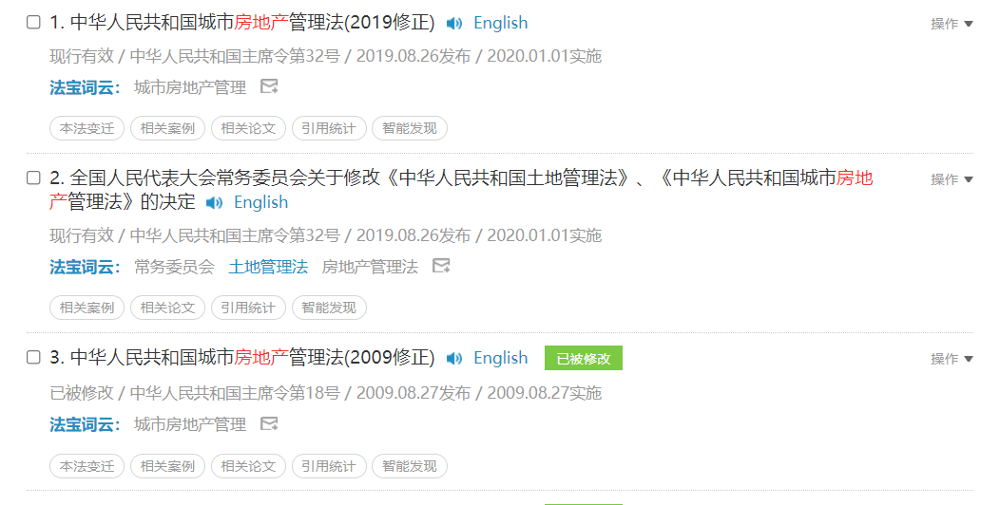 1. 中华人民共和国城市房地产管理法(2019修正) English
操作
现行有效 / 中华人民共和国主席令第32号 / 2019.08.26发布 / 2020.01.01实施
法宝词云： 城市房地产管理
本法变迁 相关案例 相关论文 引用统计 智能发现
2. 全国人民代表大会常务委员会关于修改《中华人民共和国土地管理法》、《中华人民共和国城市房地
操作
产管理法》的决定 English
现行有效 / 中华人民共和国主席令第32号 / 2019.08.26发布 / 2020.01.01实施
法宝词云： 常务委员会 土地管理法 房地产管理法
相关案例 相关论文 引用统计 智能发现
3. 中华人民共和国城市房地产管理法(2009修正) English 已被修改
操作
已被修改 / 中华人民共和国主席令第18号 / 2009.08.27发布 / 2009.08.27实施
法宝词云： 城市房地产管理
本法变迁 相关案例 相关论文 引用统计 智能发现